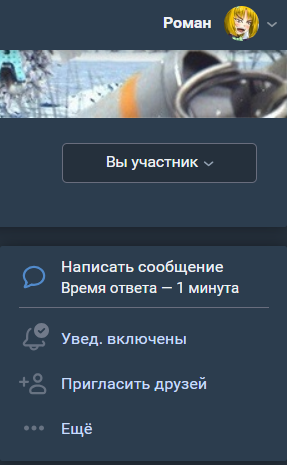 Роман
Вы участник
Написать сообщение
Время ответа — 1 минута
Увед. включены
Пригласить друзей
Ещё